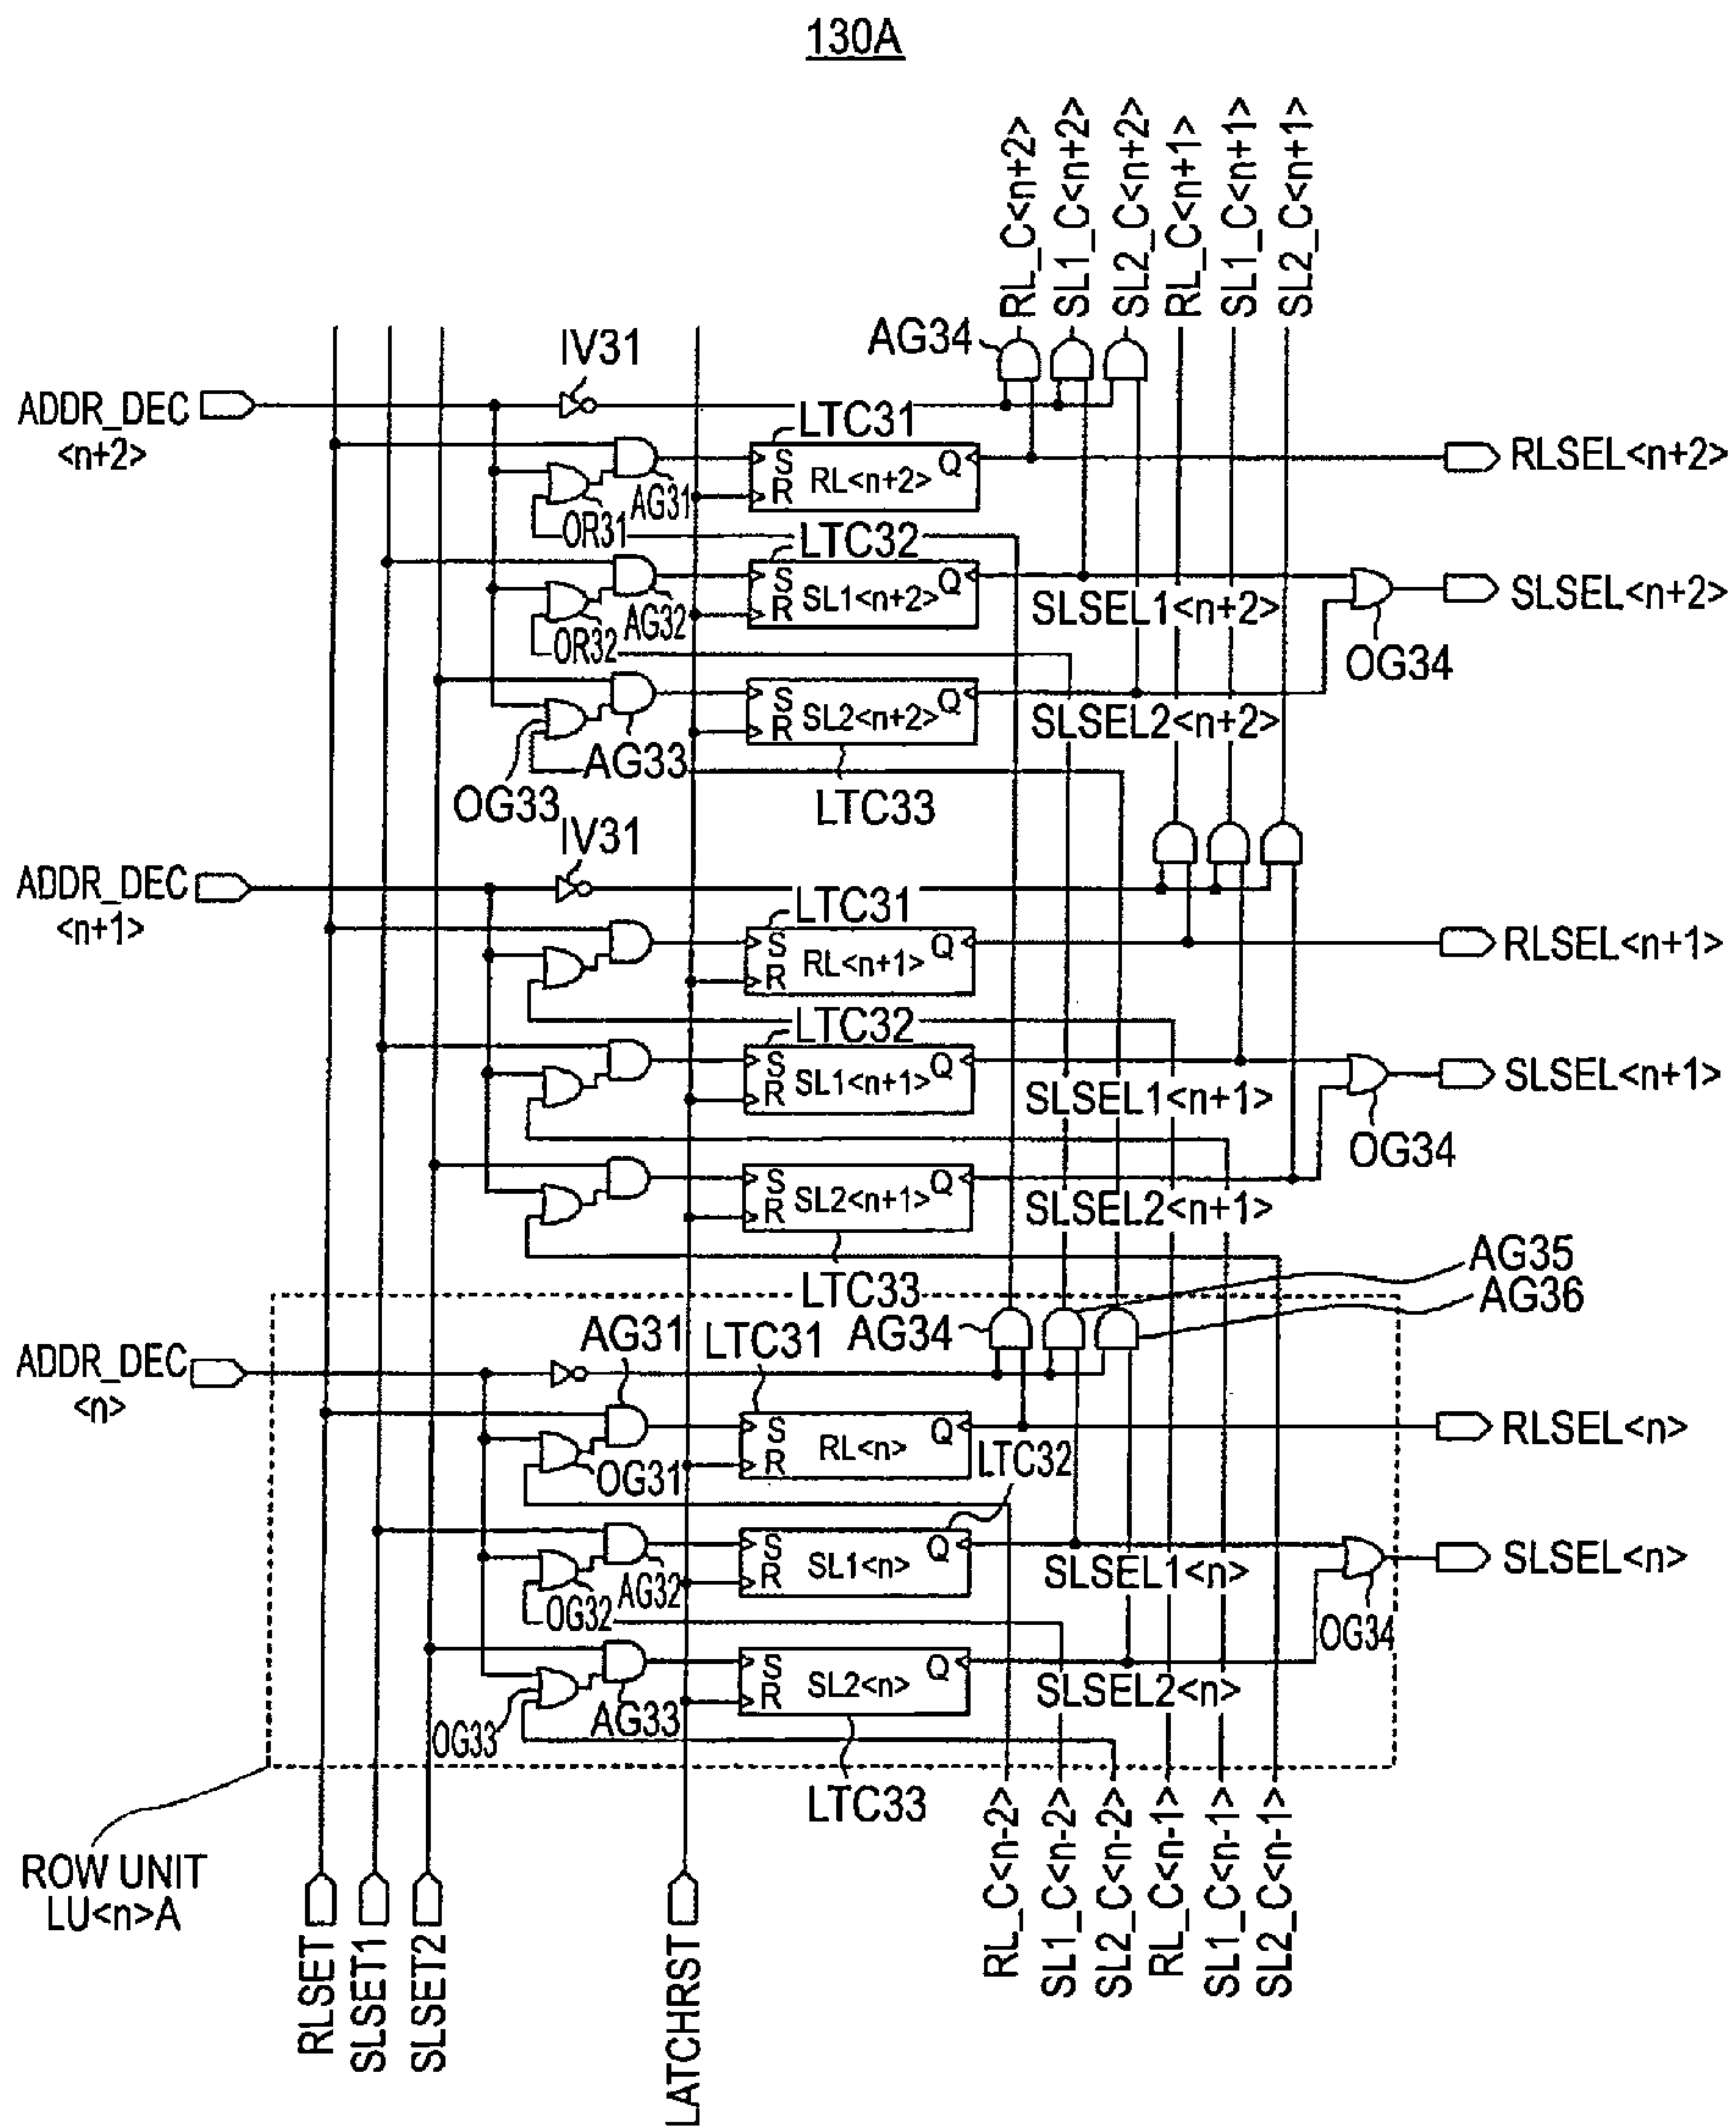 130A
RL_C<n+2>
SL1_C<n+2>
SL2_C<n+2>
RL_C<n+1>
SL1_C<n+1>
SL2_C<n+1>
AG34
IV31
ADDR_DEC
<n+2>
LTC31
S
R
RL<n+2>
Q
RLSEL<n+2>
AG31
OR31
LTC32
S
R
SL1<n+2>
Q
SLSEL1<n+2>
SLSEL<n+2>
AG32
OR32
OG34
S
R
SL2<n+2>
Q
SLSEL2<n+2>
AG33
OG33
LTC33
IV31
ADDR_DEC
<n+1>
LTC31
S
R
RL<n+1>
Q
RLSEL<n+1>
LTC32
S
R
SL1<n+1>
Q
SLSEL1<n+1>
SLSEL<n+1>
OG34
S
R
SL2<n+1>
Q
SLSEL2<n+1>
AG35
LTC33
AG36
AG31
LTC31
AG34
ADDR_DEC
<n>
S
R
RL<n>
Q
RLSEL<n>
LTC32
OG31
S
R
SL1<n>
Q
SLSEL1<n>
SLSEL<n>
AG32
OG32
OG34
S
R
SL2<n>
Q
SLSEL2<n>
AG33
OG33
LTC33
ROW UNIT
LU<n>A
RLSET
SLSET1
SLSET2
LATCHRST
RL_C<n-2>
SL1_C<n-2>
SL2_C<n-2>
RL_C<n-1>
SL1_C<n-1>
SL2_C<n-1>